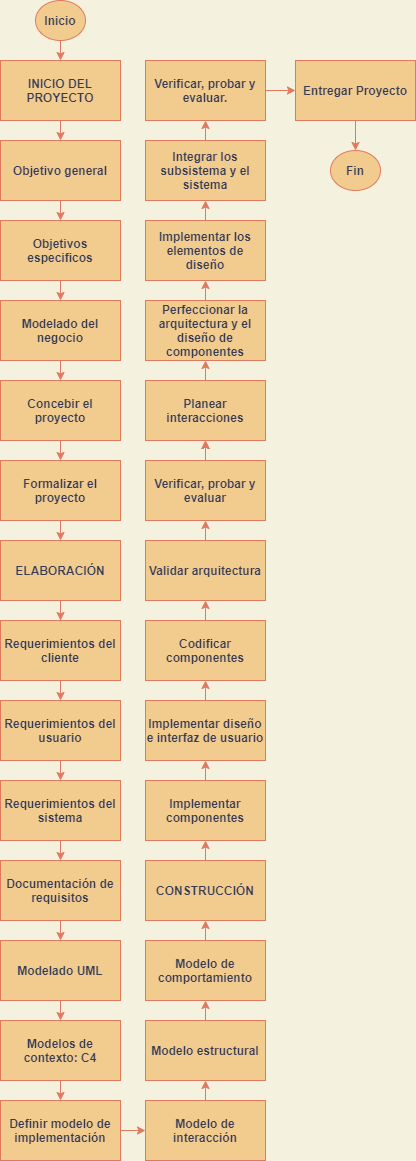 Inicio
INICIO DEL
PROYECTO
Objetivo general
Objetivos
especificos
Modelado del
negocio
Concebir el
proyecto
Formalizar el
proyecto
ELABORACIÓN
Requerimientos del
cliente
Requerimientos del
usuario
Requerimientos del
sistema
Documentación de
requisitos
Modelado UML
Modelos de
contexto: C4
Definir modelo de
implementación
Modelo de
interacción
Modelo estructural
Modelo de
comportamiento
CONSTRUCCIÓN
Implementar
componentes
Implementar diseño
e interfaz de usuario
Codificar
componentes
Validar arquitectura
Verificar, probar y
evaluar
Planear
interacciones
Perfeccionar la
arquitectura y el
diseño de
componentes
Implementar los
elementos de
diseño
Integrar los
subsistema y el
sistema
Verificar, probar y
evaluar.
Entregar Proyecto
Fin